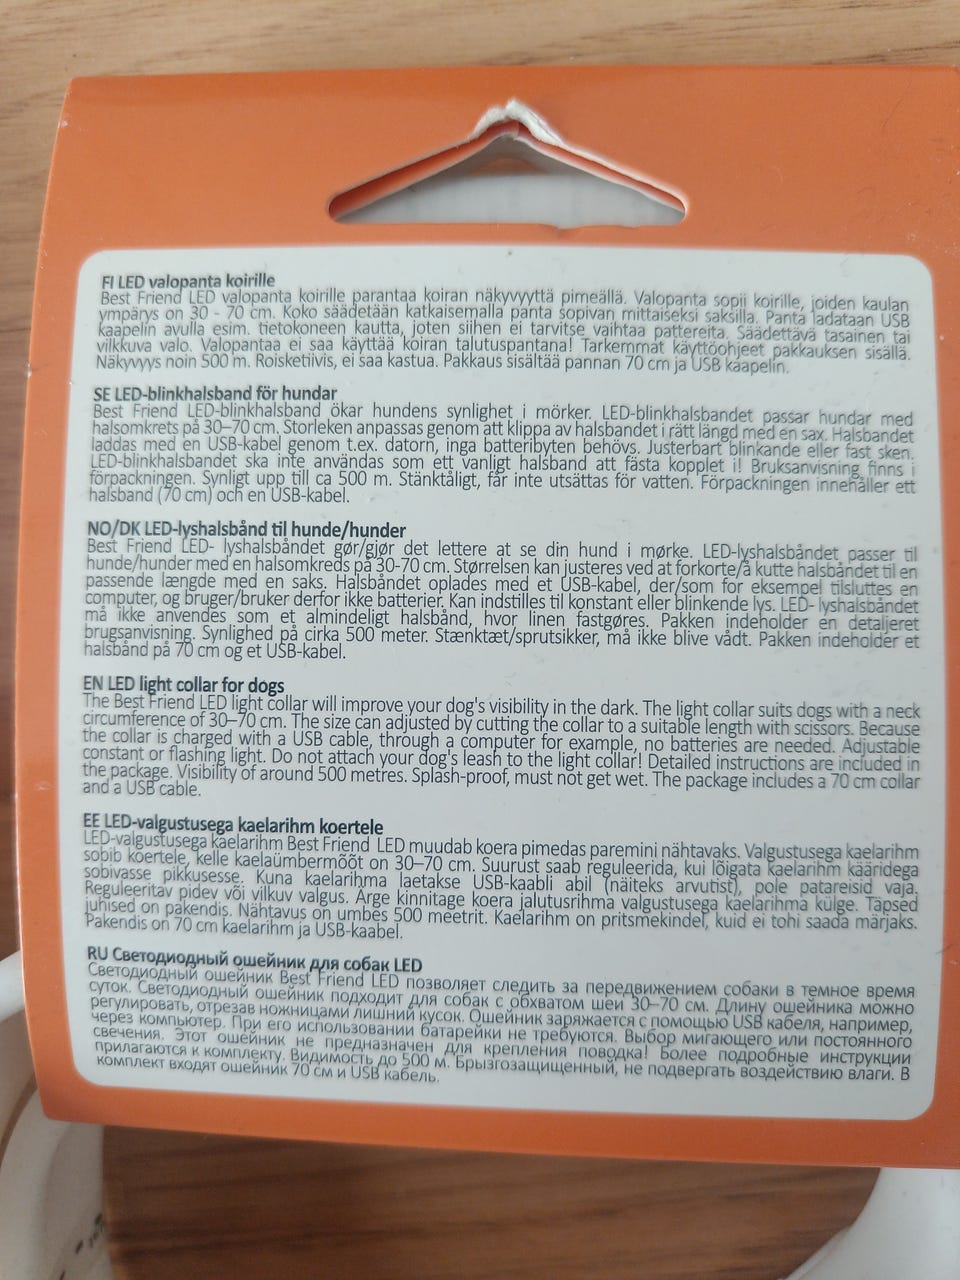 FI LED valopanta koirille
Best Friend LED valopanta koirille parantaa koiran näkyvyyttä pimeällä. Valopanta sopii koirille, joiden kaulan
ympärys on 30 - 70 cm. Koko säädetään katkaisemalla panta sopivan mittaiseksi saksilla. Panta ladataan USB
kaapelin avulla esim. tietokoneen kautta, joten siihen ei tarvitse vaihtaa pattereita. Säädettävä tasainen tai
vilkkuva valo. Valopantaa ei saa käyttää koiran talutuspantana! Tarkemmat käyttöohjeet pakkauksen sisällä.
Näkyvyys noin 500 m. Roisketiivis, ei saa kastua. Pakkaus sisältää pannan 70 cm ja USB kaapelin.
SE LED-blinkhalsband för hundar
Best Friend LED-blinkhalsband ökar hundens synlighet i mörker. LED-blinkhalsbandet passar hundar med
halsomkrets på 30–70 cm. Storleken anpassas genom att klippa av halsbandet i rätt längd med en sax. Halsbandet
laddas med en USB-kabel genom t.ex. datorn, inga batteribyten behövs. Justerbart blinkande eller fast sken.
LED-blinkhalsbandet ska inte användas som ett vanligt halsband att fästa kopplet i! Bruksanvisning finns i
förpackningen. Synligt upp till ca 500 m. Stänktåligt, får inte utsättas för vatten. Förpackningen innehåller ett
halsband (70 cm) och en USB-kabel.
NO/DK LED-lyshalsbånd til hunde/hunder
Best Friend LED- lyshalsbåndet gør/gjør det lettere at se din hund i mørke. LED-lyshalsbåndet passer til
hunde/hunder med en halsomkreds på 30-70 cm. Størrelsen kan justeres ved at forkorte/å kutte halsbåndet til en
passende længde med en saks. Halsbåndet oplades med et USB-kabel, der/som for eksempel tilsluttes en
computer, og bruger/bruker derfor ikke batterier. Kan indstilles til konstant eller blinkende lys. LED- lyshalsbåndet
må ikke anvendes som et almindeligt halsbånd, hvor linen fastgøres. Pakken indeholder en detaljeret
brugsanvisning. Synlighed på cirka 500 meter. Stænktæt/sprutsikker, må ikke blive vådt. Pakken indeholder et
halsbånd på 70 cm og et USB-kabel.
EN LED light collar for dogs
The Best Friend LED light collar will improve your dog's visibility in the dark. The light collar suits dogs with a neck
circumference of 30–70 cm. The size can adjusted by cutting the collar to a suitable length with scissors. Because
the collar is charged with a USB cable, through a computer for example, no batteries are needed. Adjustable
constant or flashing light. Do not attach your dog's leash to the light collar! Detailed instructions are included in
the package. Visibility of around 500 metres. Splash-proof, must not get wet. The package includes a 70 cm collar
and a USB cable.
EE LED-valgustusega kaelarihm koertele
LED-valgustusega kaelarihm Best Friend LED muudab koera pimedas paremini nähtavaks. Valgustusega kaelarihm
sobib koertele, kelle kaelaümbermõõt on 30–70 cm. Suurust saab reguleerida, kui lõigata kaelarihm kääridega
sobivasse pikkusesse. Kuna kaelarihma laetakse USB-kaabli abil (näiteks arvutist), pole patareisid vaja.
Reguleeritav pidev või vilkuv valgus. Ärge kinnitage koera jalutusrihma valgustusega kaelarihma külge. Täpsed
juhised on pakendis. Nähtavus on umbes 500 meetrit. Kaelarihm on pritsmekindel, kuid ei tohi saada märjaks.
Pakendis on 70 cm kaelarihm ja USB-kaabel.
RU Светодиодный ошейник для собак LED
Светодиодный ошейник Best Friend LED позволяет следить за передвижением собаки в темное время
суток. Светодиодный ошейник подходит для собак с обхватом шеи 30–70 см. Длину ошейника можно
регулировать, отрезав ножницами лишний кусок. Ошейник заряжается с помощью USB кабеля, например,
через компьютер. При его использовании батарейки не требуются. Выбор мигающего или постоянного
свечения. Этот ошейник не предназначен для крепления поводка! Более подробные инструкции
прилагаются к комплекту. Видимость до 500 м. Брызгозащищенный, не подвергать воздействию влаги. В
комплект входят ошейник 70 см и USB кабель.